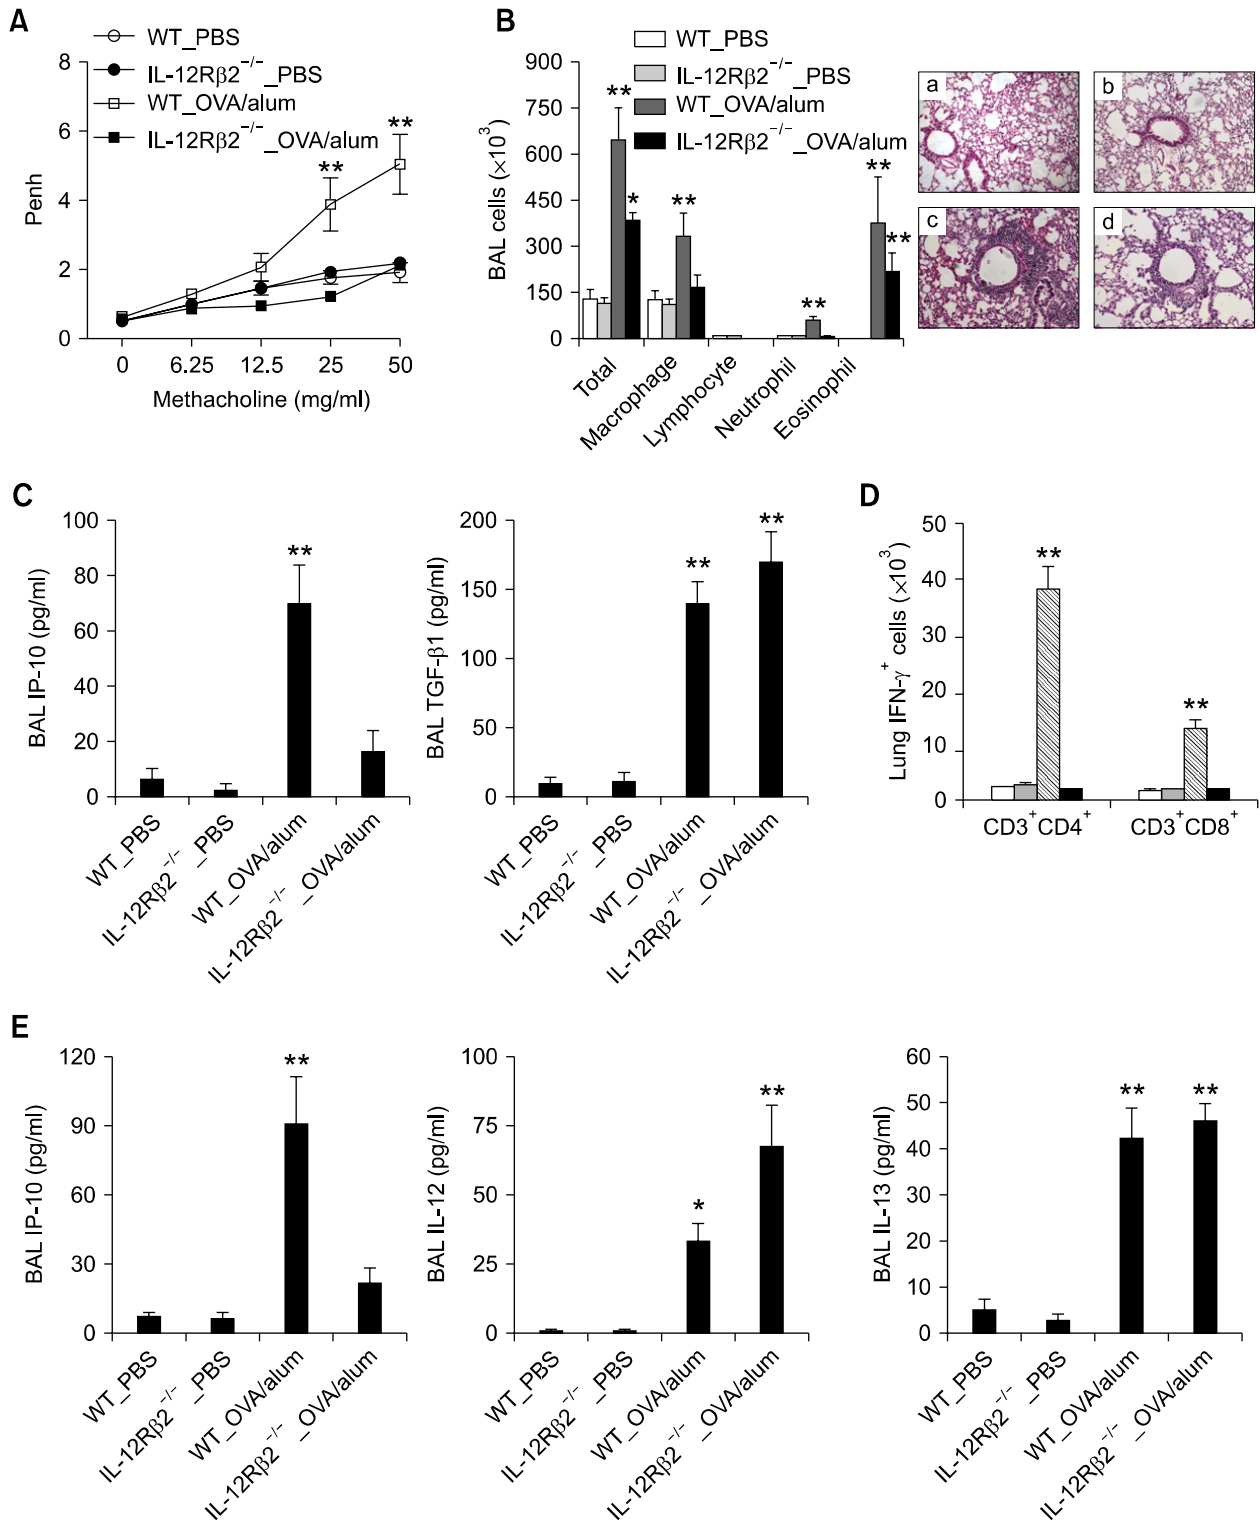 A
WT_PBS
IL-12Rβ2−/−_PBS
WT_OVA/alum
IL-12Rβ2−/−_OVA/alum
Penh
8
6
4
2
0
** **
0 6.25 12.5 25 50
Methacholine (mg/ml)
B
WT_PBS
IL-12Rβ2−/−_PBS
WT_OVA/alum
IL-12Rβ2−/−_OVA/alum
BAL cells (×10³)
900
750
600
450
300
150
0
** * ** ** ** **
Total Macrophage Lymphocyte Neutrophil Eosinophil
a b
c d
C
BAL IP-10 (pg/ml)
100
80
60
40
20
0
**
WT_PBS IL-12Rβ2−/−_PBS WT_OVA/alum IL-12Rβ2−/−_OVA/alum
BAL TGF-β1 (pg/ml)
200
150
100
50
0
** **
WT_PBS IL-12Rβ2−/−_PBS WT_OVA/alum IL-12Rβ2−/−_OVA/alum
D
Lung IFN-γ+ cells (×10³)
50
40
30
20
10
0
** **
CD3+CD4+ CD3+CD8+
E
BAL IP-10 (pg/ml)
120
90
60
30
0
**
WT_PBS IL-12Rβ2−/−_PBS WT_OVA/alum IL-12Rβ2−/−_OVA/alum
BAL IL-12 (pg/ml)
100
75
50
25
0
* **
WT_PBS IL-12Rβ2−/−_PBS WT_OVA/alum IL-12Rβ2−/−_OVA/alum
BAL IL-13 (pg/ml)
60
50
40
30
20
10
0
** **
WT_PBS IL-12Rβ2−/−_PBS WT_OVA/alum IL-12Rβ2−/−_OVA/alum